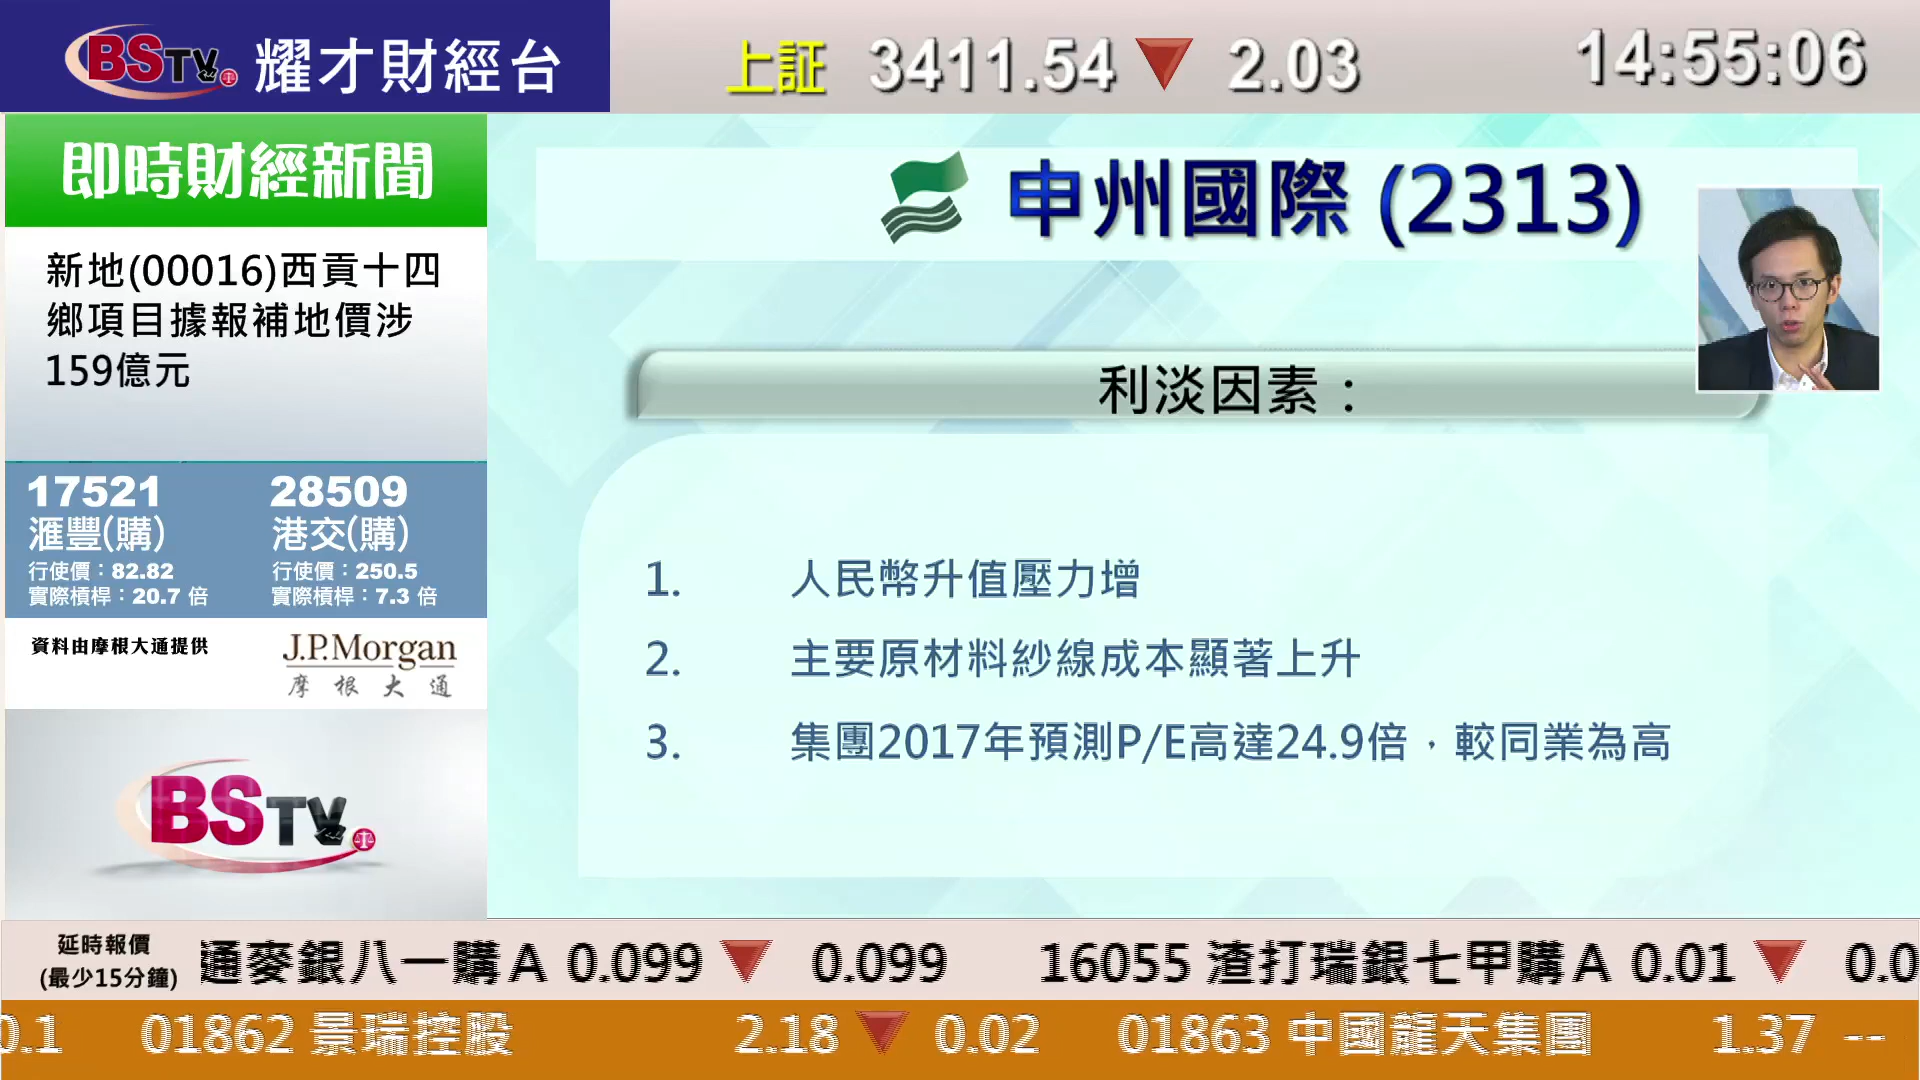 BSTV 耀才財經台
上証 3411.54 ▼ 2.03
14:55:06
即時財經新聞
新地(00016)西貢十四
鄉項目據報補地價涉
159億元
17521
滙豐(購)
行使價：82.82
實際槓桿：20.7 倍
28509
港交(購)
行使價：250.5
實際槓桿：7.3 倍
資料由摩根大通提供
J.P.Morgan
摩根大通
BSTV
申州國際 (2313)
利淡因素：
1. 人民幣升值壓力增
2. 主要原材料紗線成本顯著上升
3. 集團2017年預測P/E高達24.9倍，較同業為高
延時報價
(最少15分鐘)
通麥銀八一購A 0.099 ▼ 0.099 16055 渣打瑞銀七甲購A 0.01 ▼ 0.0
0.1 01862 景瑞控股 2.18 ▼ 0.02 01863 中國龍天集團 1.37 --